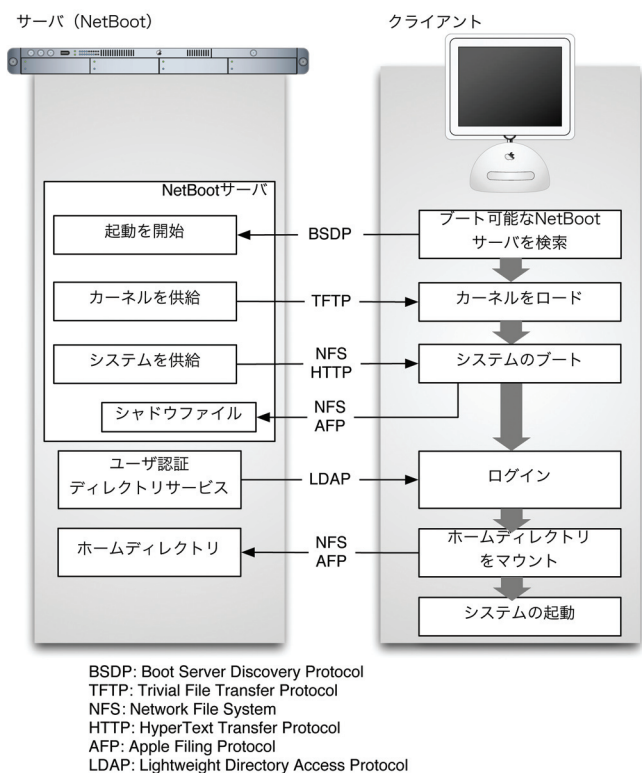 サーバ（NetBoot）
クライアント
NetBootサーバ
起動を開始
BSDP
ブート可能なNetBoot
サーバを検索
カーネルを供給
TFTP
カーネルをロード
システムを供給
NFS
HTTP
システムのブート
シャドウファイル
NFS
AFP
ユーザ認証
ディレクトリサービス
LDAP
ログイン
ホームディレクトリ
NFS
AFP
ホームディレクトリ
をマウント
システムの起動
BSDP: Boot Server Discovery Protocol
TFTP: Trivial File Transfer Protocol
NFS: Network File System
HTTP: HyperText Transfer Protocol
AFP: Apple Filing Protocol
LDAP: Lightweight Directory Access Protocol